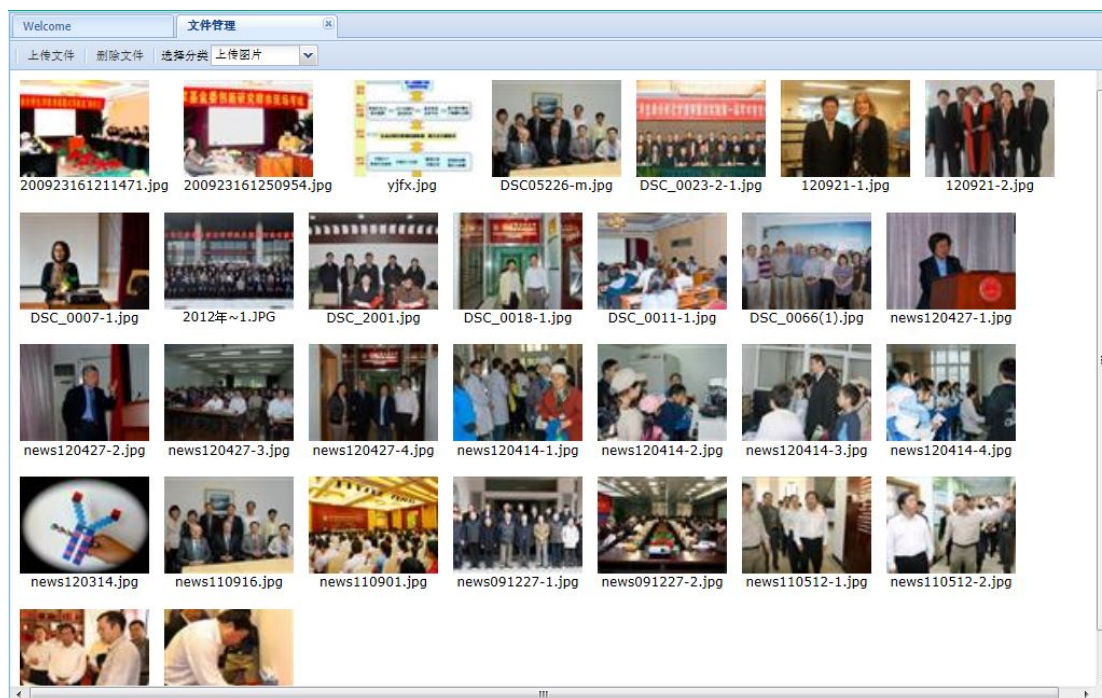 Welcome
文件管理
上传文件 删除文件 选择分类 上传图片
200923161211471.jpg 200923161250954.jpg yjfx.jpg DSC05226-m.jpg DSC_0023-2-1.jpg 120921-1.jpg 120921-2.jpg
DSC_0007-1.jpg 2012年~1.JPG DSC_2001.jpg DSC_0018-1.jpg DSC_0011-1.jpg DSC_0066(1).jpg news120427-1.jpg
news120427-2.jpg news120427-3.jpg news120427-4.jpg news120414-1.jpg news120414-2.jpg news120414-3.jpg news120414-4.jpg
news120314.jpg news110916.jpg news110901.jpg news091227-1.jpg news091227-2.jpg news110512-1.jpg news110512-2.jpg